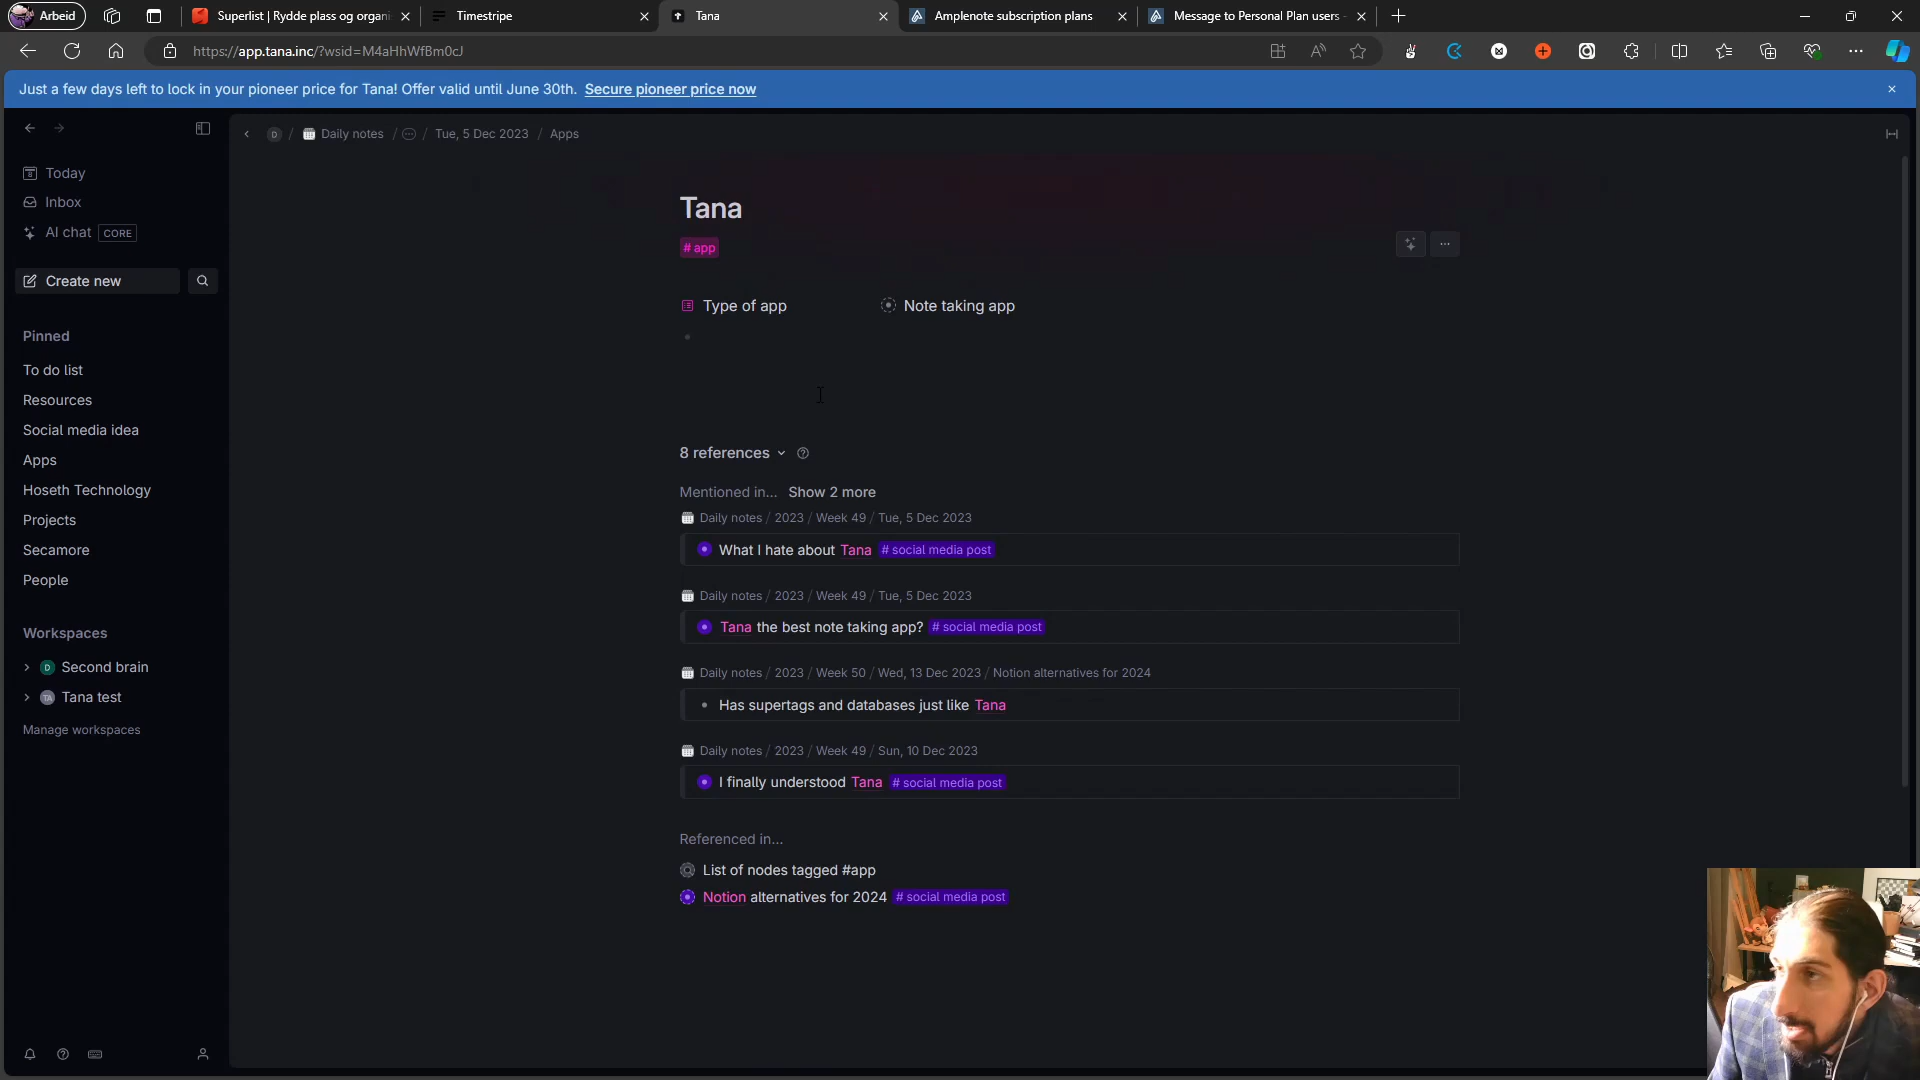 Arbeid
Superlist | Rydde plass og organi
Timestripe
Tana
Amplenote subscription plans
Message to Personal Plan users -
https://app.tana.inc/?wsid=M4aHhWfBm0cJ
Just a few days left to lock in your pioneer price for Tana! Offer valid until June 30th. Secure pioneer price now
D / Daily notes / / Tue, 5 Dec 2023 / Apps
Today
Inbox
AI chat CORE
Create new
Pinned
To do list
Resources
Social media idea
Apps
Hoseth Technology
Projects
Secamore
People
Workspaces
D Second brain
TA Tana test
Manage workspaces
Tana
# app
Type of app
Note taking app
8 references
Mentioned in... Show 2 more
Daily notes / 2023 / Week 49 / Tue, 5 Dec 2023
What I hate about Tana # social media post
Daily notes / 2023 / Week 49 / Tue, 5 Dec 2023
Tana the best note taking app? # social media post
Daily notes / 2023 / Week 50 / Wed, 13 Dec 2023 / Notion alternatives for 2024
Has supertags and databases just like Tana
Daily notes / 2023 / Week 49 / Sun, 10 Dec 2023
I finally understood Tana # social media post
Referenced in...
List of nodes tagged #app
Notion alternatives for 2024 # social media post